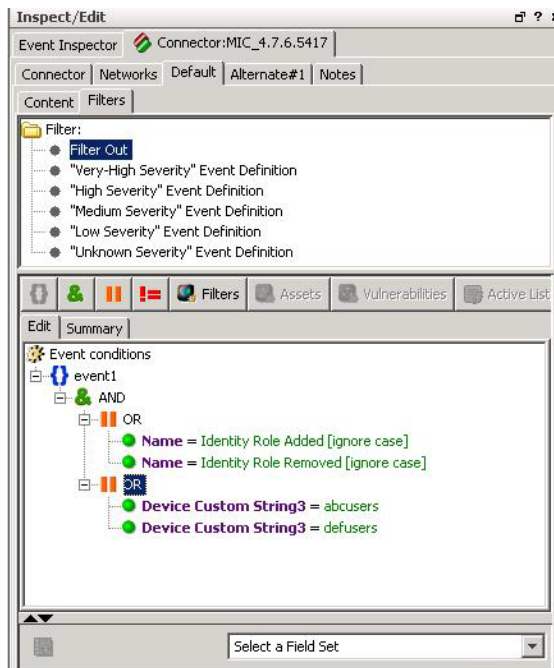 Inspect/Edit
Event Inspector Connector:MIC_4.7.6.5417
Connector Networks Default Alternate#1 Notes
Content Filters
Filter:
Filter Out
"Very-High Severity" Event Definition
"High Severity" Event Definition
"Medium Severity" Event Definition
"Low Severity" Event Definition
"Unknown Severity" Event Definition
Filters Assets Vulnerabilities Active List
Edit Summary
Event conditions
event1
AND
OR
Name = Identity Role Added [ignore case]
Name = Identity Role Removed [ignore case]
OR
Device Custom String3 = abcusers
Device Custom String3 = defusers
Select a Field Set